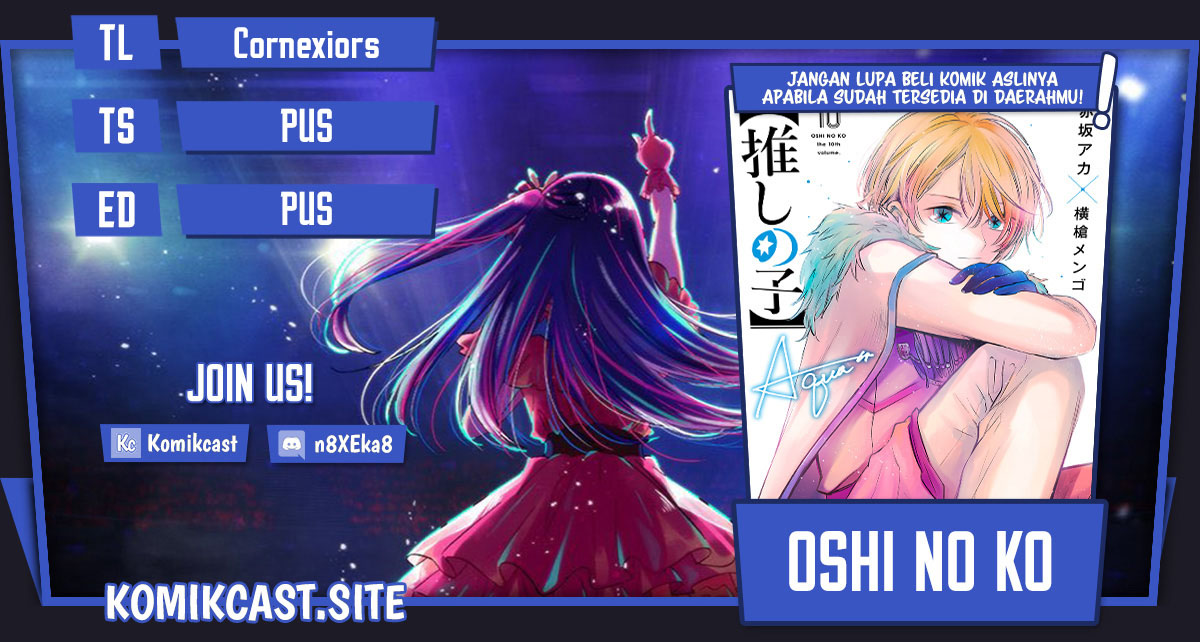 TL
Cornexiors
TS
PUS
ED
PUS
JOIN US!
Kc Komikcast
n8XEka8
KOMIKCAST.SITE
JANGAN LUPA BELI KOMIK ASLINYA
APABILA SUDAH TERSEDIA DI DAERAHMU!
10
OSHI NO KO
the 10th
volume.
【推しの子】
赤坂アカ×横槍メンゴ
Aqua
OSHI NO KO